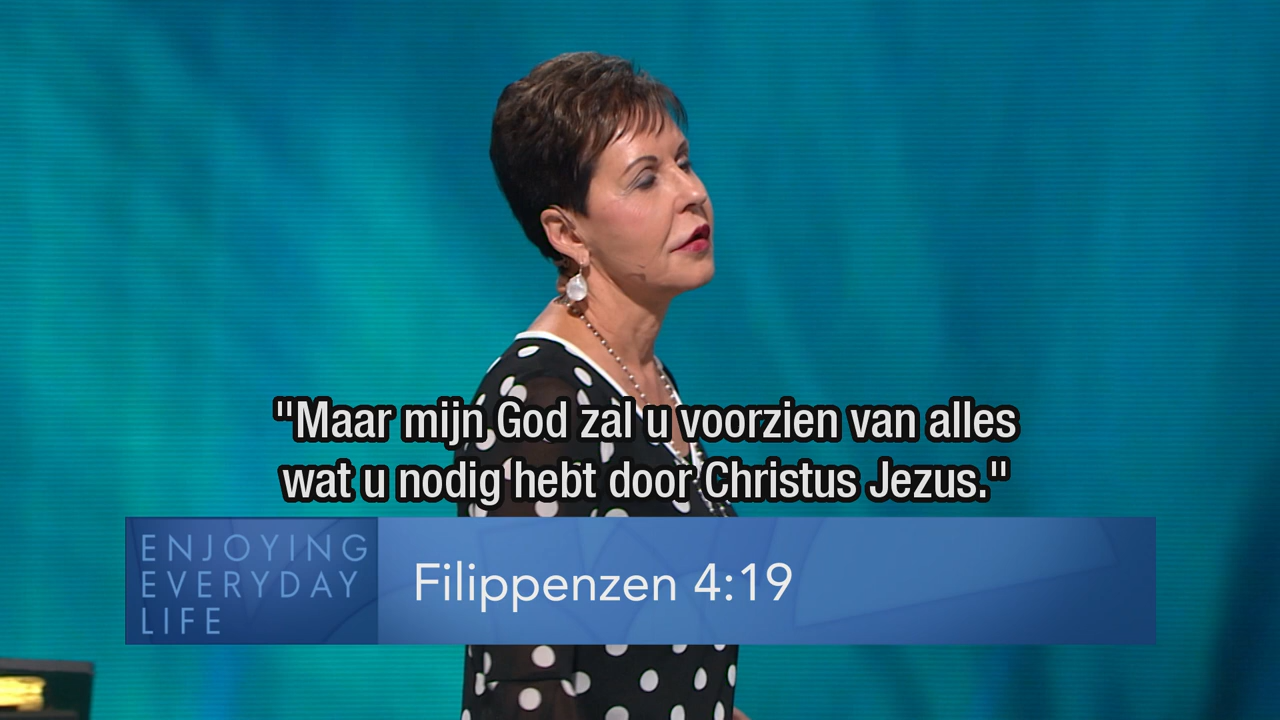 "Maar mijn God zal u voorzien van alles
wat u nodig hebt door Christus Jezus."
ENJOYING
EVERYDAY
LIFE
Filippenzen 4:19